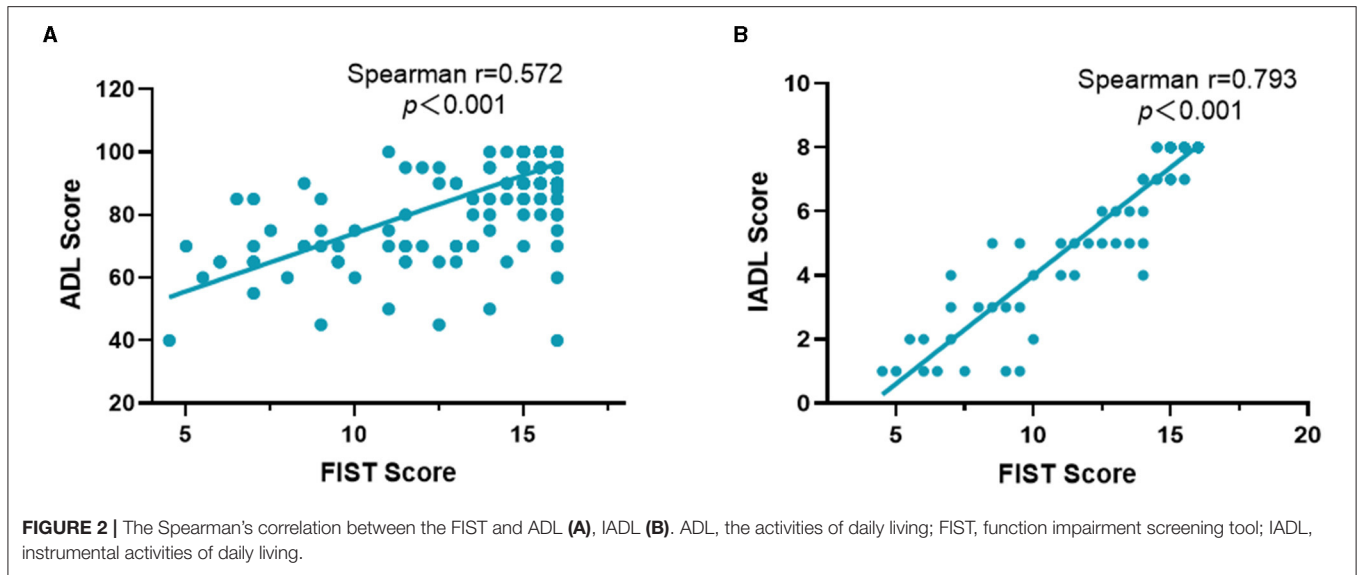 A
Spearman r=0.572
p<0.001
120
100
80
60
40
20
ADL Score
5
10
15
FIST Score
B
Spearman r=0.793
p<0.001
10
8
6
4
2
0
IADL Score
5
10
15
20
FIST Score
FIGURE 2 | The Spearman's correlation between the FIST and ADL (A), IADL (B). ADL, the activities of daily living; FIST, function impairment screening tool; IADL,
instrumental activities of daily living.